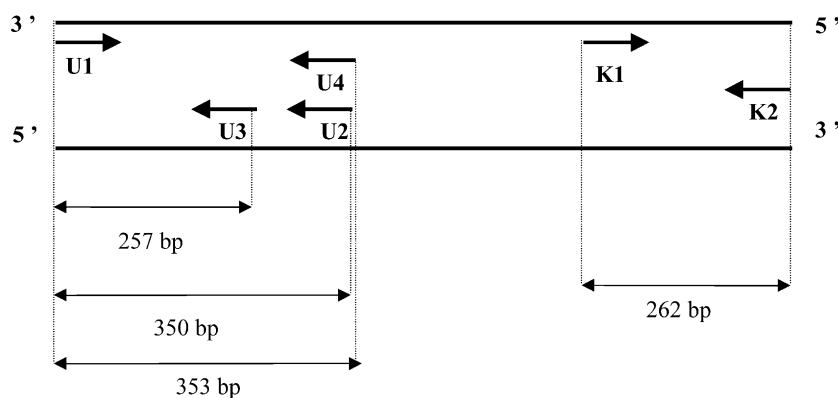 3 ’ 5 ’
U1 U4 K1
U3 U2 K2
5 ’ 3 ’
257 bp
350 bp 262 bp
353 bp